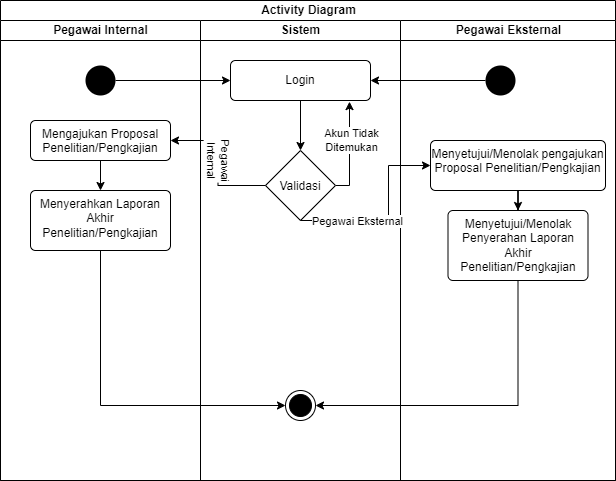 Activity Diagram
Pegawai Internal
Sistem
Pegawai Eksternal
Login
Mengajukan Proposal
Penelitian/Pengkajian
Pegawai
Internal
Akun Tidak
Ditemukan
Menyetujui/Menolak pengajukan
Proposal Penelitian/Pengkajian
Validasi
Menyerahkan Laporan
Akhir
Penelitian/Pengkajian
Pegawai Eksternal
Menyetujui/Menolak
Penyerahan Laporan
Akhir
Penelitian/Pengkajian